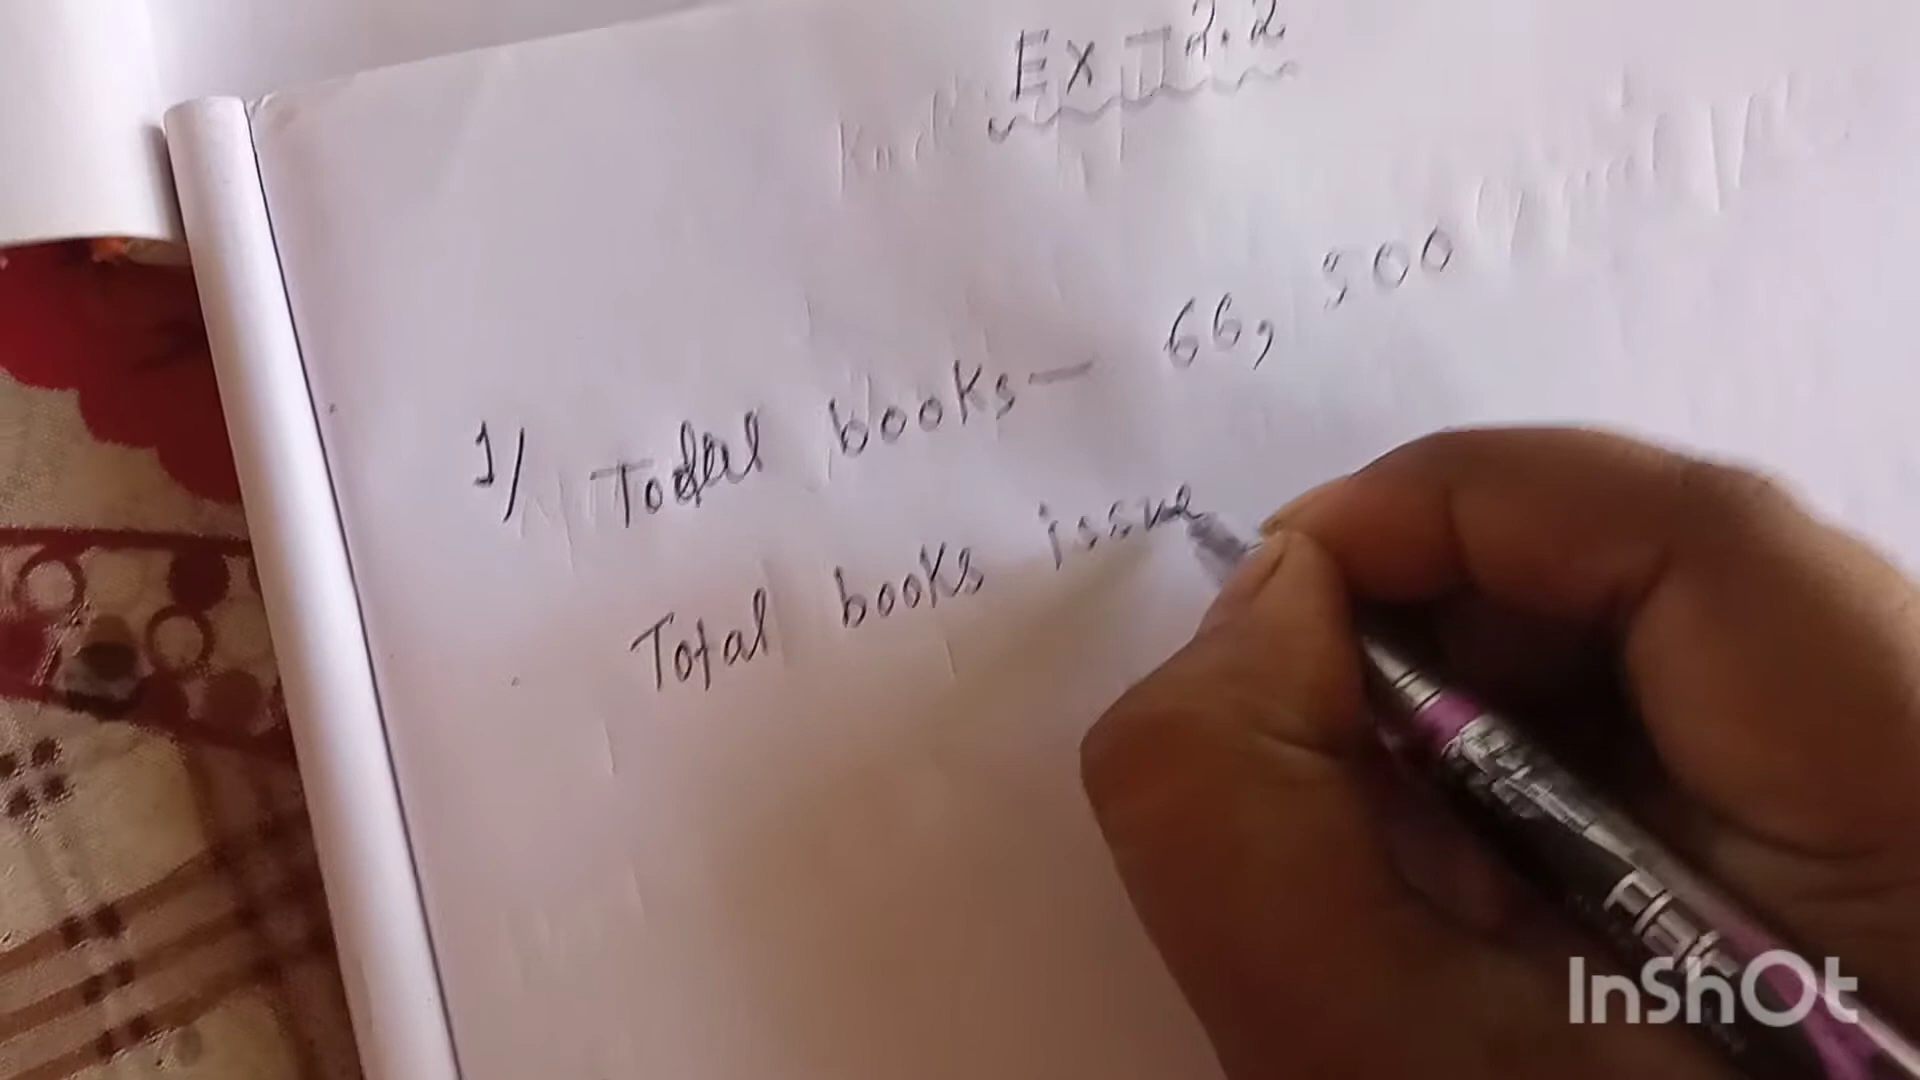 Ex 2.2
1/ Total books — 66, 500
Total books issue
InShOt